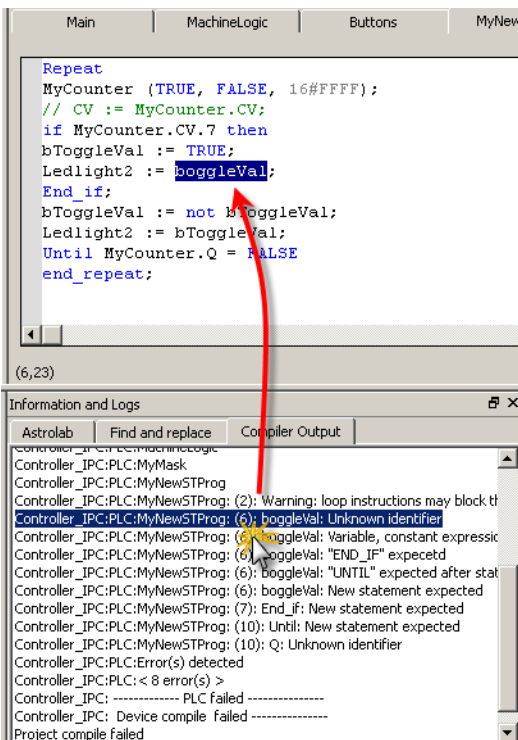 Main MachineLogic Buttons MyNew
Repeat
MyCounter (TRUE, FALSE, 16#FFFF);
// CV := MyCounter.CV;
if MyCounter.CV.7 then
bToggleVal := TRUE;
Ledlight2 := boggleVal;
End_if;
bToggleVal := not bToggleVal;
Ledlight2 := bToggleVal;
Until MyCounter.Q = FALSE
end_repeat;
(6,23)
Information and Logs
Astrolab Find and replace Compiler Output
Controller_IPC:PLC:MachineLogic
Controller_IPC:PLC:MyMask
Controller_IPC:PLC:MyNewSTProg
Controller_IPC:PLC:MyNewSTProg: (2): Warning: loop instructions may block th
Controller_IPC:PLC:MyNewSTProg: (6): boggleVal: Unknown identifier
Controller_IPC:PLC:MyNewSTProg: (6): boggleVal: Variable, constant expressio
Controller_IPC:PLC:MyNewSTProg: (6): boggleVal: "END_IF" expecetd
Controller_IPC:PLC:MyNewSTProg: (6): boggleVal: "UNTIL" expected after stat
Controller_IPC:PLC:MyNewSTProg: (6): boggleVal: New statement expected
Controller_IPC:PLC:MyNewSTProg: (7): End_if: New statement expected
Controller_IPC:PLC:MyNewSTProg: (10): Until: New statement expected
Controller_IPC:PLC:MyNewSTProg: (10): Q: Unknown identifier
Controller_IPC:PLC:Error(s) detected
Controller_IPC:PLC: < 8 error(s) >
Controller_IPC: ------------- PLC failed ---------------
Controller_IPC: Device compile failed ---------------
Project compile failed